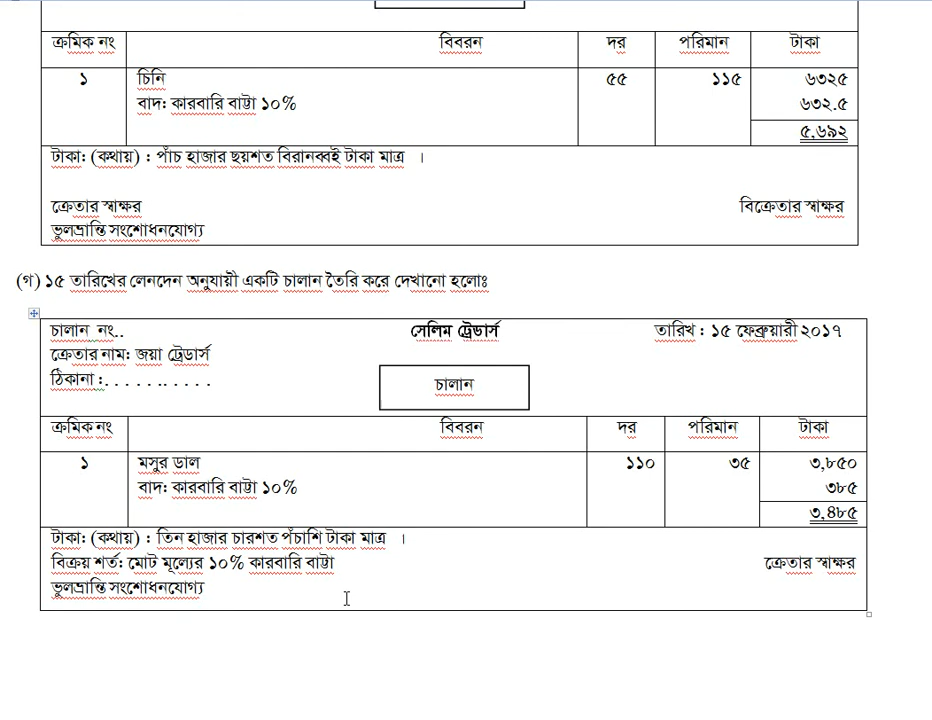 ক্রমিক নং বিবরন দর পরিমান টাকা
১ চিনি ৫৫ ১১৫ ৬৩২৫
বাদ: কারবারি বাট্টা ১০% ৬৩২.৫
৫,৬৯২
টাকা: (কথায়) : পাঁচ হাজার ছয়শত বিরানব্বই টাকা মাত্র ।
ক্রেতার স্বাক্ষর বিক্রেতার স্বাক্ষর
ভুলভ্রান্তি সংশোধনযোগ্য
(গ) ১৫ তারিখের লেনদেন অনুযায়ী একটি চালান তৈরি করে দেখানো হলোঃ
চালান নং.. সেলিম ট্রেডার্স তারিখ : ১৫ ফেব্রুয়ারী ২০১৭
ক্রেতার নাম: জয়া ট্রেডার্স
ঠিকানা :. . . . . .. . . . .
চালান
ক্রমিক নং বিবরন দর পরিমান টাকা
১ মসুর ডাল ১১০ ৩৫ ৩,৮৫০
বাদ: কারবারি বাট্টা ১০% ৩৮৫
৩,৪৮৫
টাকা: (কথায়) : তিন হাজার চারশত পঁচাশি টাকা মাত্র ।
বিক্রয় শর্ত: মোট মূল্যের ১০% কারবারি বাট্টা ক্রেতার স্বাক্ষর
ভুলভ্রান্তি সংশোধনযোগ্য